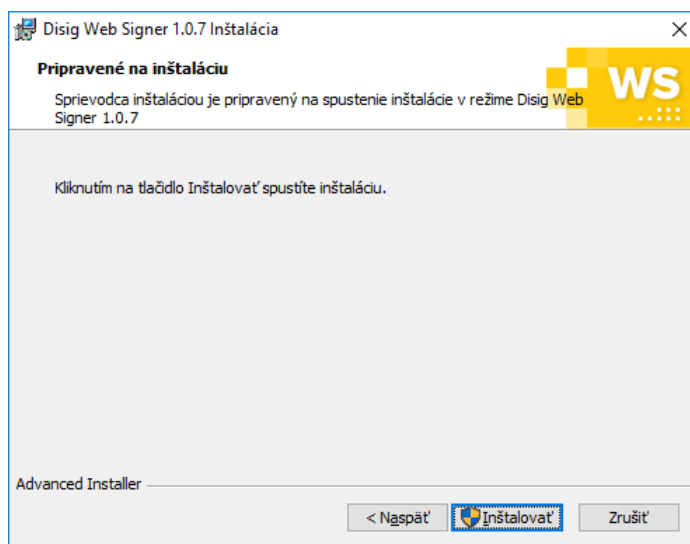 Disig Web Signer 1.0.7 Inštalácia
Pripravené na inštaláciu
WS
Sprievodca inštaláciou je pripravený na spustenie inštalácie v režime Disig Web
Signer 1.0.7
Kliknutím na tlačidlo Inštalovať spustíte inštaláciu.
Advanced Installer
< Naspäť Inštalovať Zrušiť